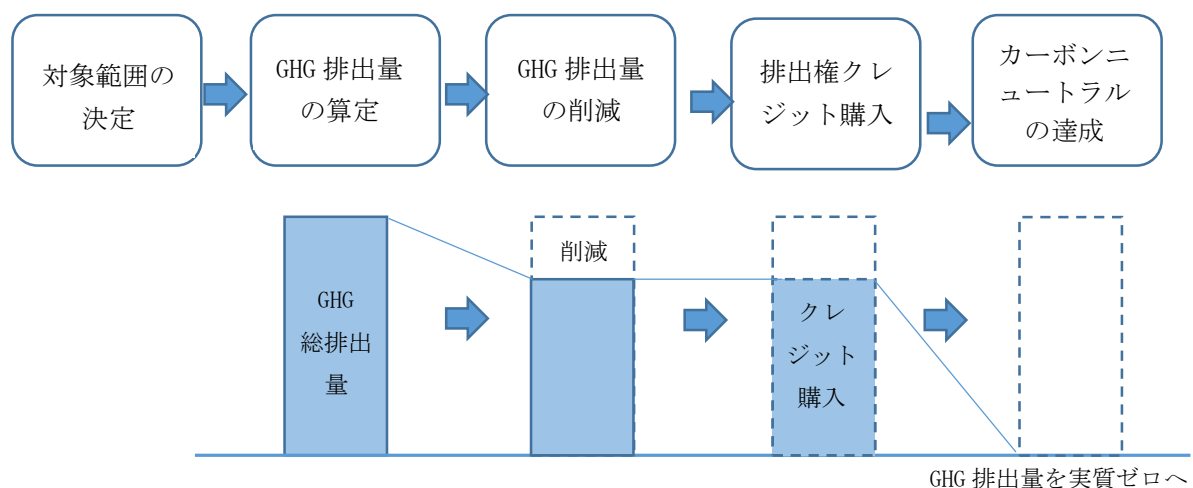 対象範囲の
決定
GHG 排出量
の算定
GHG 排出量
の削減
排出権クレ
ジット購入
カーボンニ
ュートラル
の達成
GHG
総排出
量
削減
クレ
ジット
購入
GHG 排出量を実質ゼロへ